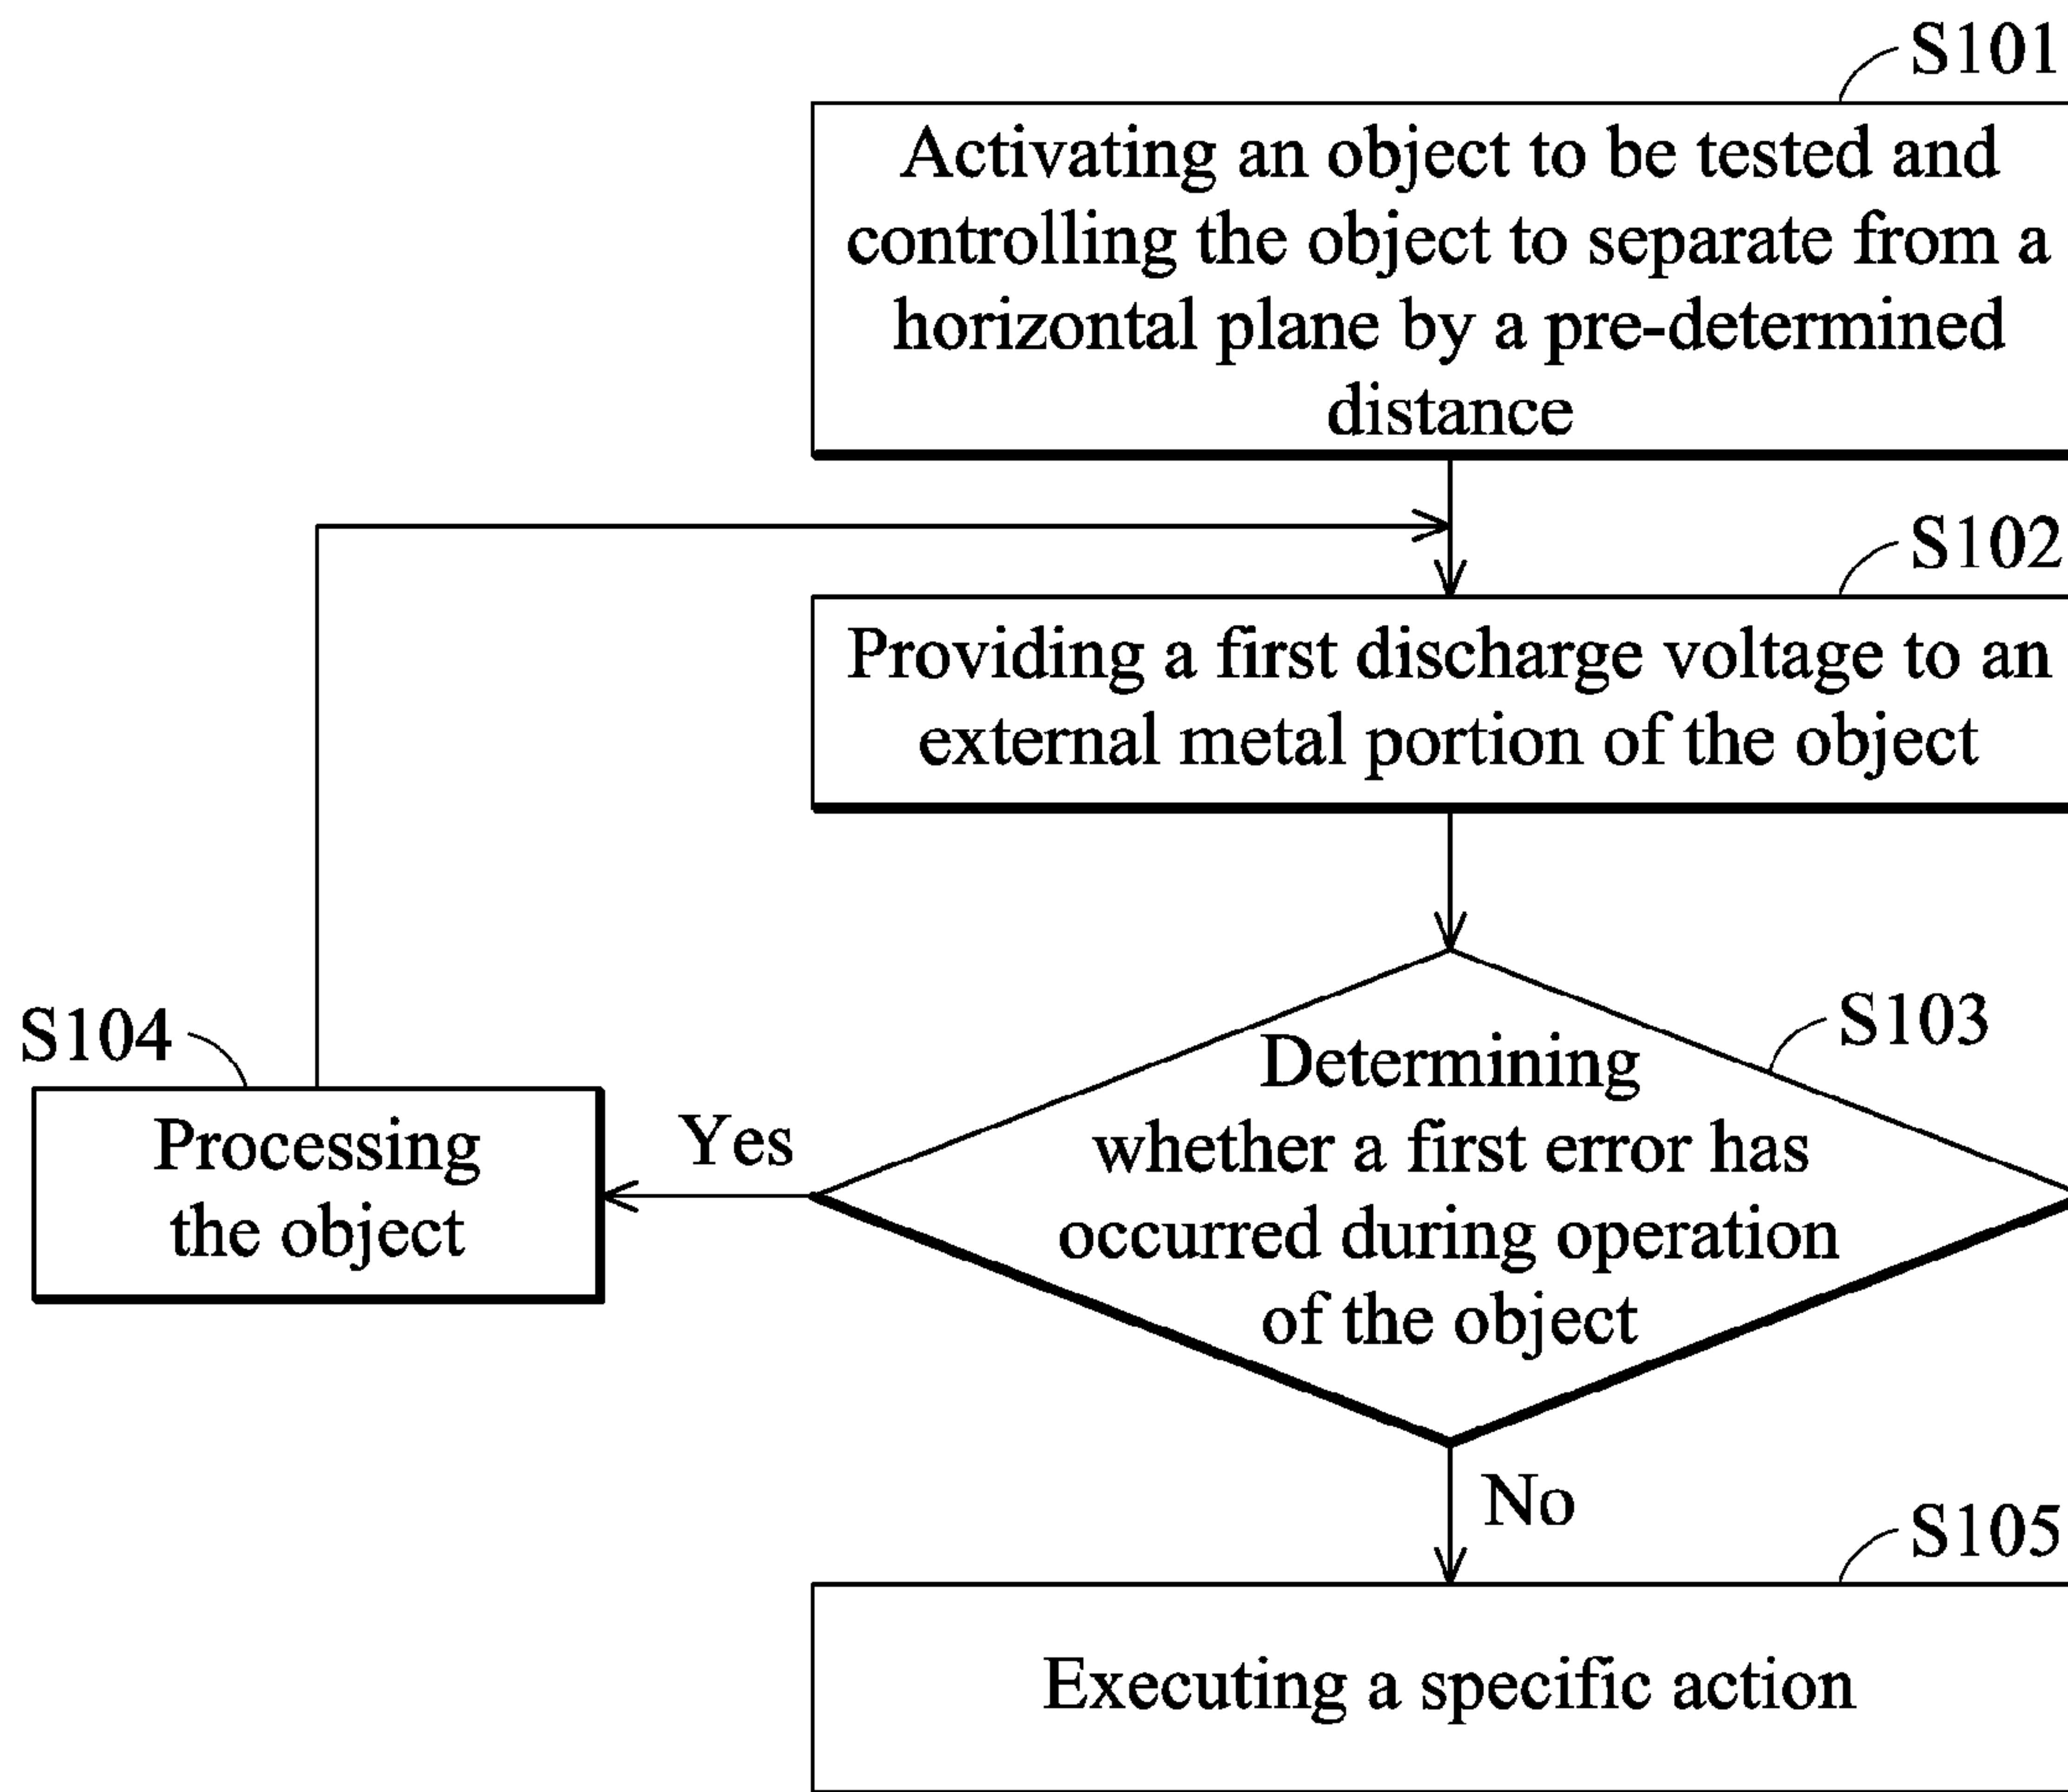 S101
Activating an object to be tested and
controlling the object to separate from a
horizontal plane by a pre-determined
distance
S102
Providing a first discharge voltage to an
external metal portion of the object
S103
Determining
whether a first error has
occurred during operation
of the object
S104
Processing
the object
Yes
No
S105
Executing a specific action